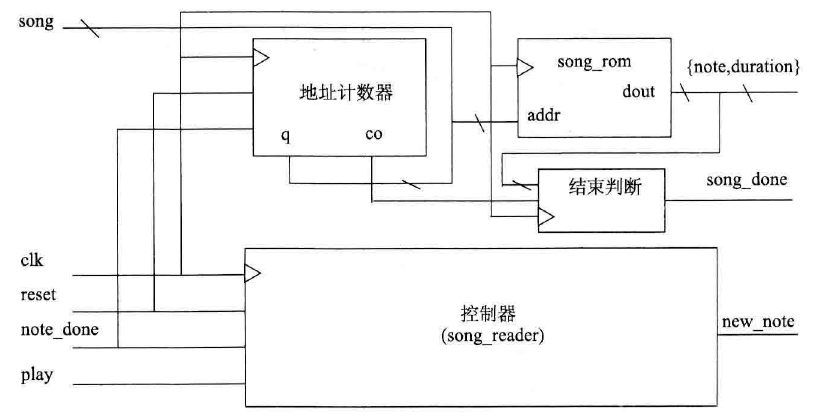 song
song_rom
{note,duration}
地址计数器
dout
addr
q
co
结束判断
song_done
clk
reset
控制器
note_done
(song_reader)
new_note
play